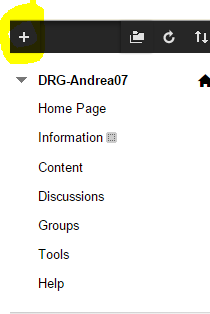 DRG-Andrea07
Home Page
Information
Content
Discussions
Groups
Tools
Help